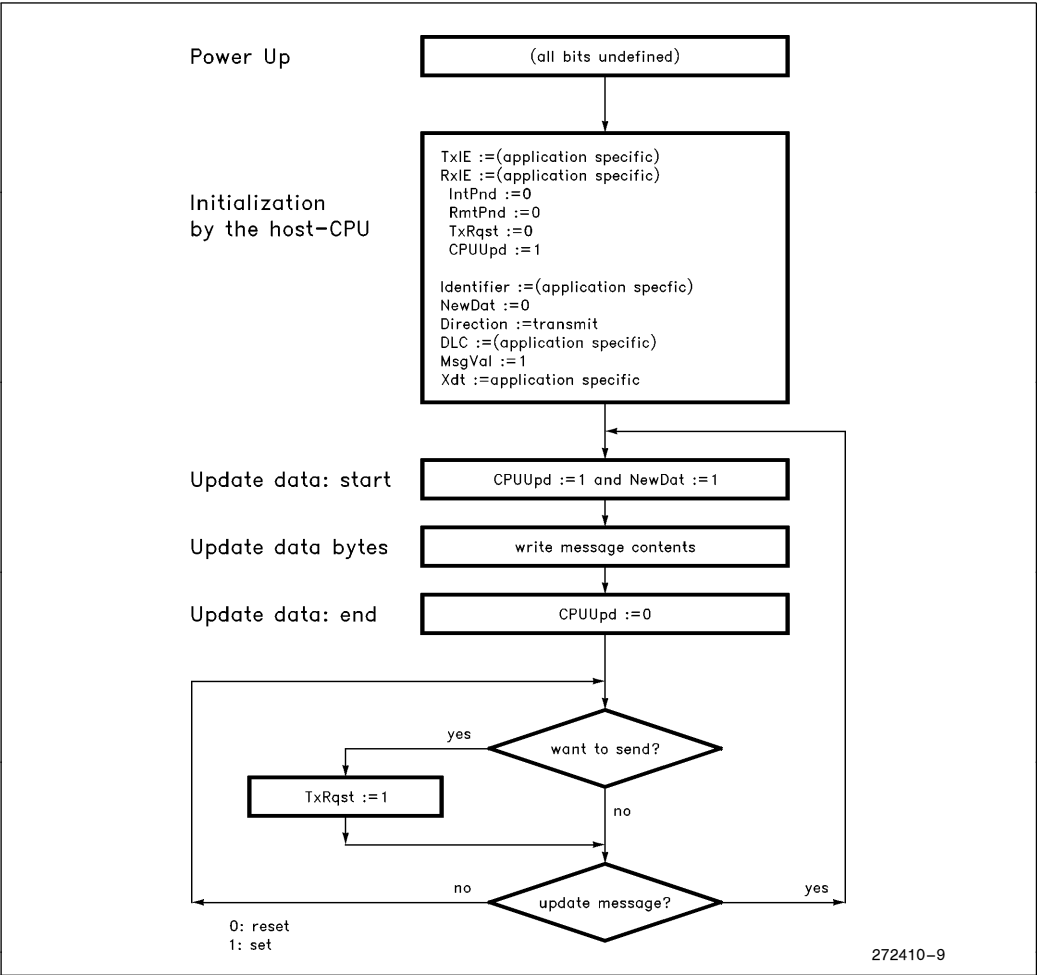 Power Up
(all bits undefined)
Initialization
by the host-CPU
TxIE :=(application specific)
RxIE :=(application specific)
IntPnd :=0
RmtPnd :=0
TxRqst :=0
CPUUpd :=1
Identifier :=(application specfic)
NewDat :=0
Direction :=transmit
DLC :=(application specific)
MsgVal :=1
Xdt :=application specific
Update data: start
CPUUpd :=1 and NewDat :=1
Update data bytes
write message contents
Update data: end
CPUUpd :=0
want to send?
yes
TxRqst :=1
no
update message?
no
yes
0: reset
1: set
272410-9